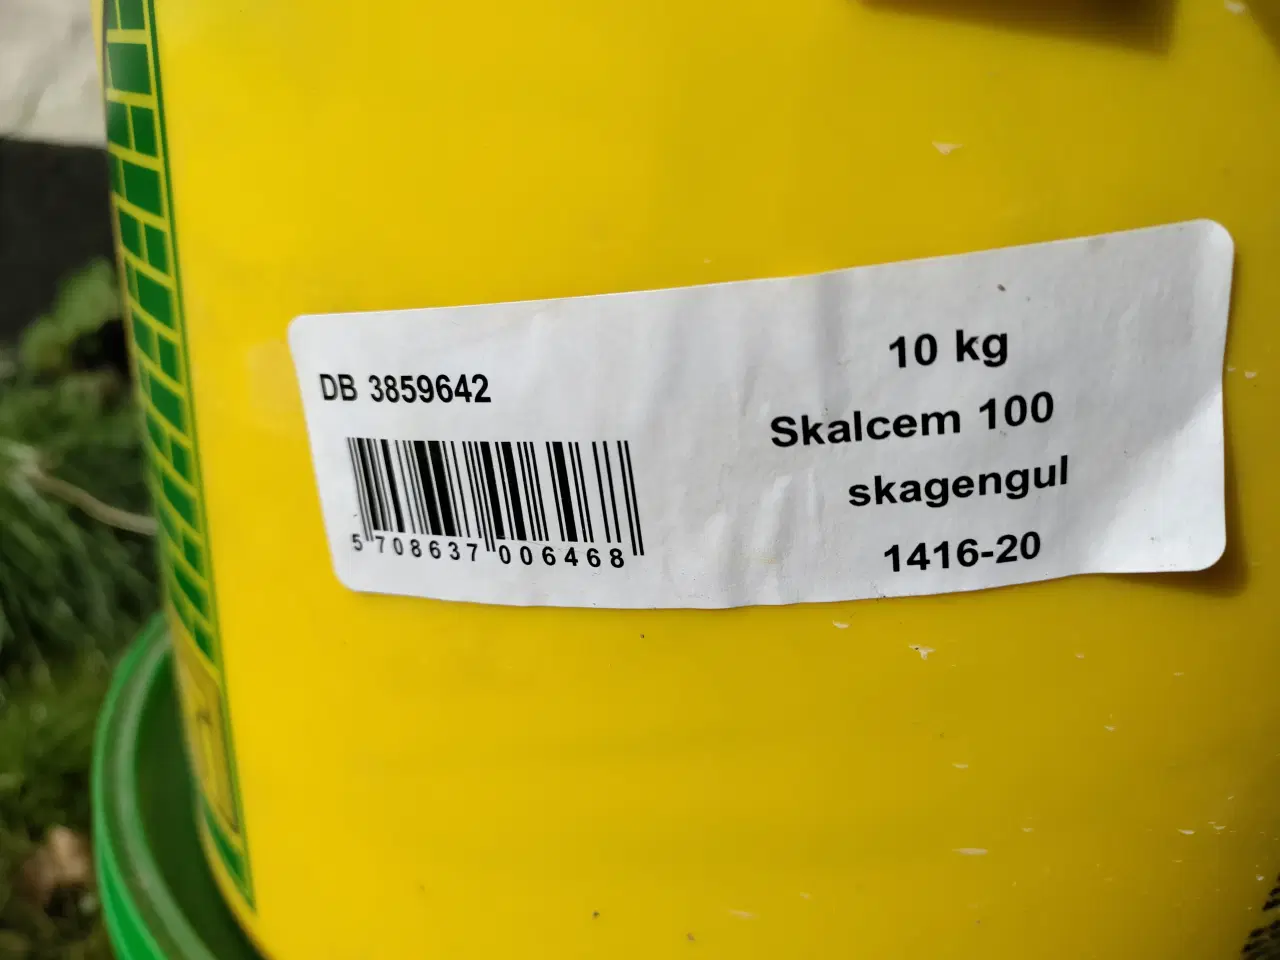 DB 3859642
5 708637 006468
10 kg
Skalcem 100
skagengul
1416-20